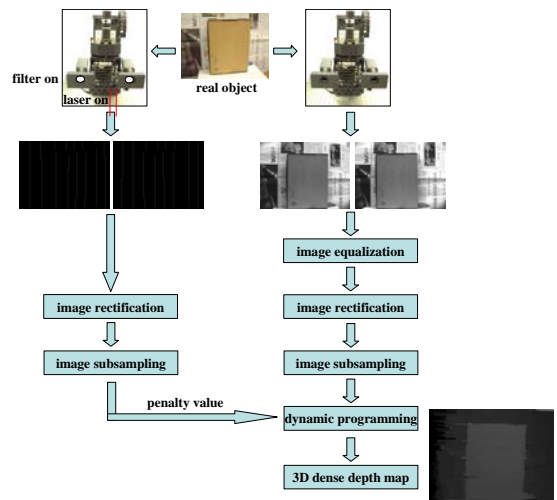 filter on
laser on
real object
image equalization
image rectification
image rectification
image subsampling
image subsampling
penalty value
dynamic programming
3D dense depth map